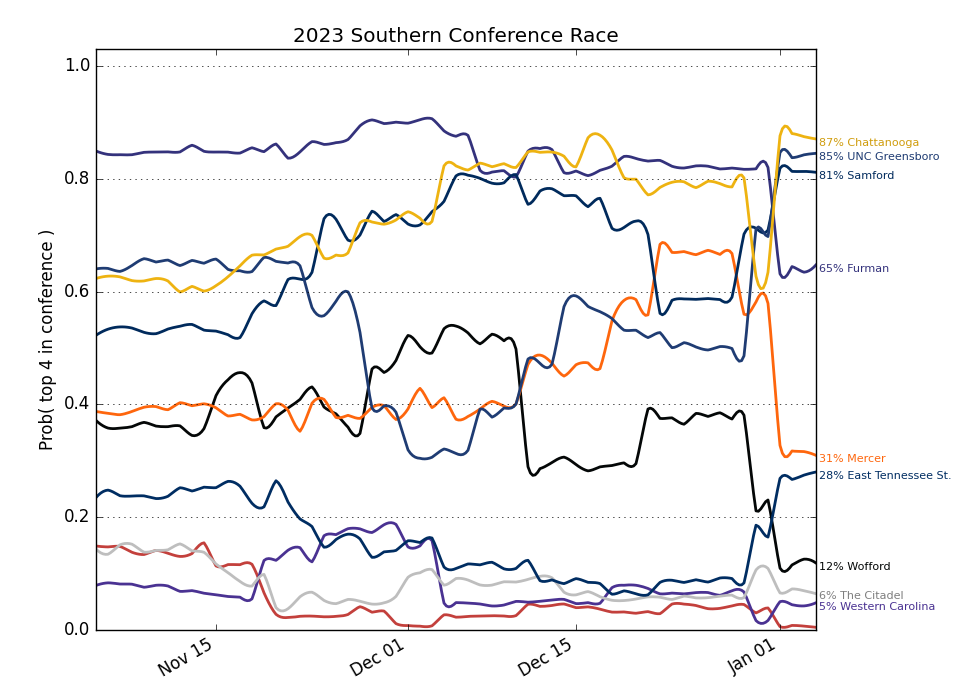 2023 Southern Conference Race
1.0
0.8
0.6
0.4
0.2
0.0
Prob( top 4 in conference )
Nov 15
Dec 01
Dec 15
Jan 01
87% Chattanooga
85% UNC Greensboro
81% Samford
65% Furman
31% Mercer
28% East Tennessee St.
12% Wofford
6% The Citadel
5% Western Carolina